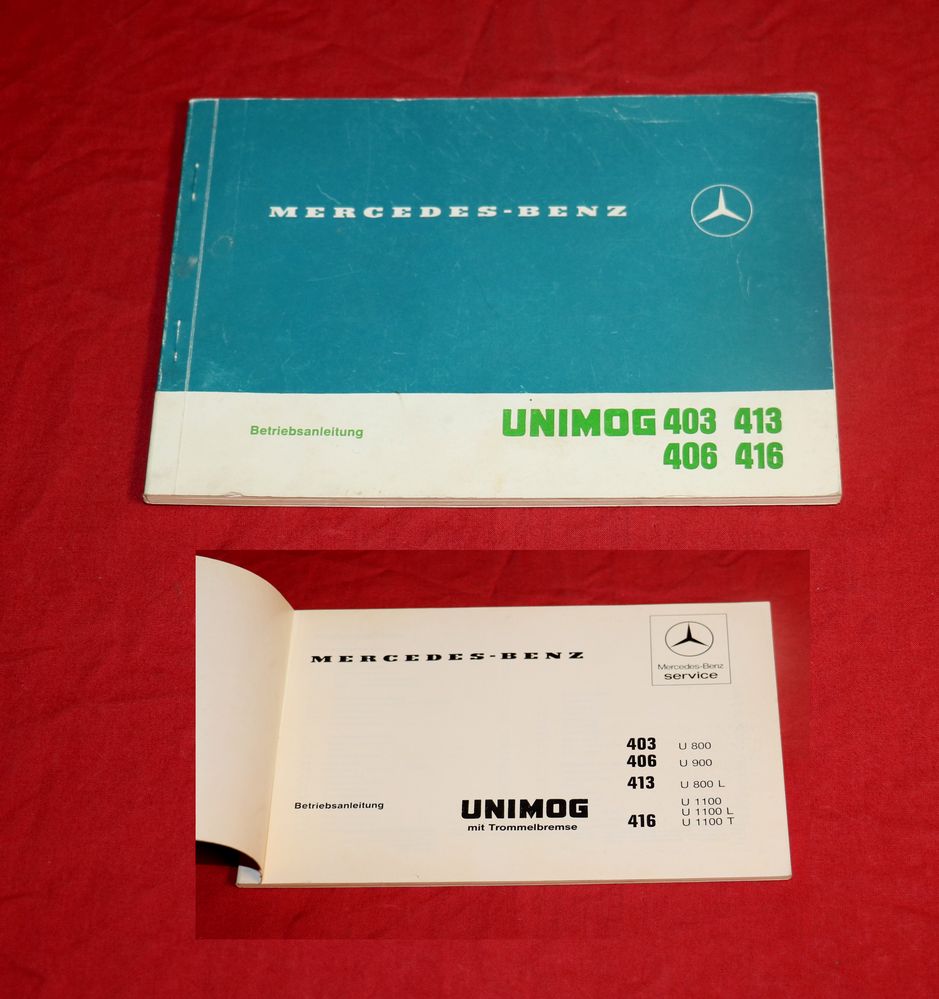 MERCEDES-BENZ
Betriebsanleitung
UNIMOG 403 413
406 416
MERCEDES-BENZ
Mercedes-Benz
service
403 U 800
406 U 900
413 U 800 L
U 1100
U 1100 L
416 U 1100 T
Betriebsanleitung
UNIMOG
mit Trommelbremse